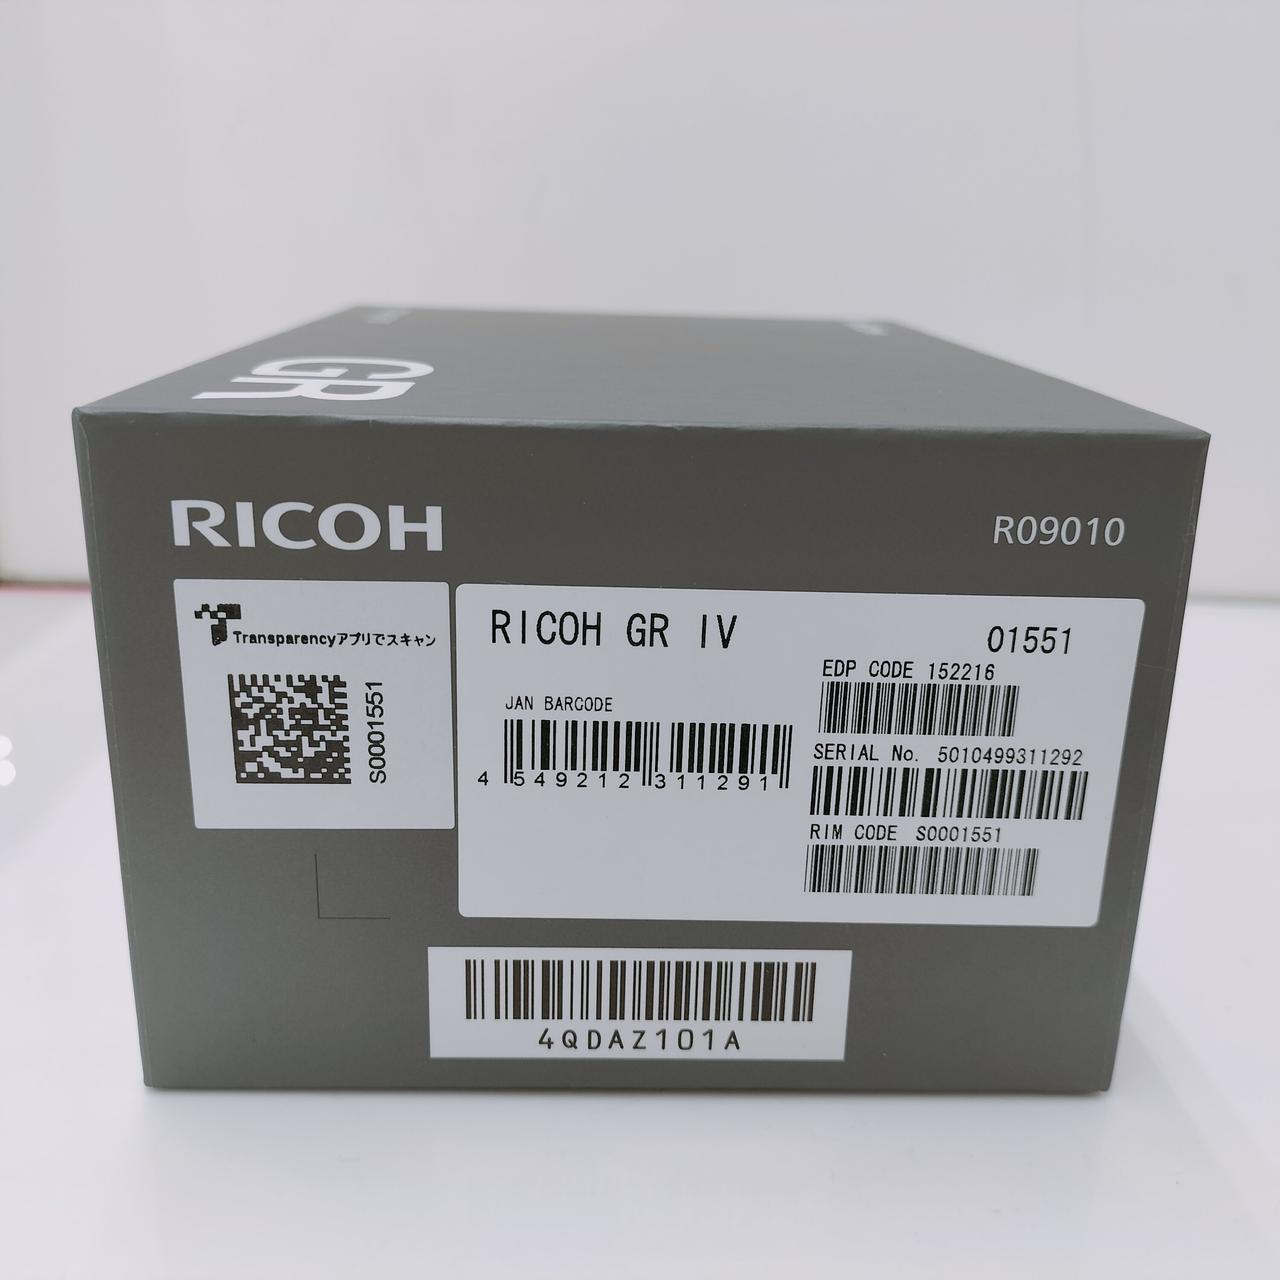 GR
RICOH
R09010
Transparencyアプリでスキャン
S0001551
RICOH GR IV
01551
EDP CODE 152216
JAN BARCODE
4 549212 311291
SERIAL No. 5010499311292
RIM CODE S0001551
4QDAZ101A